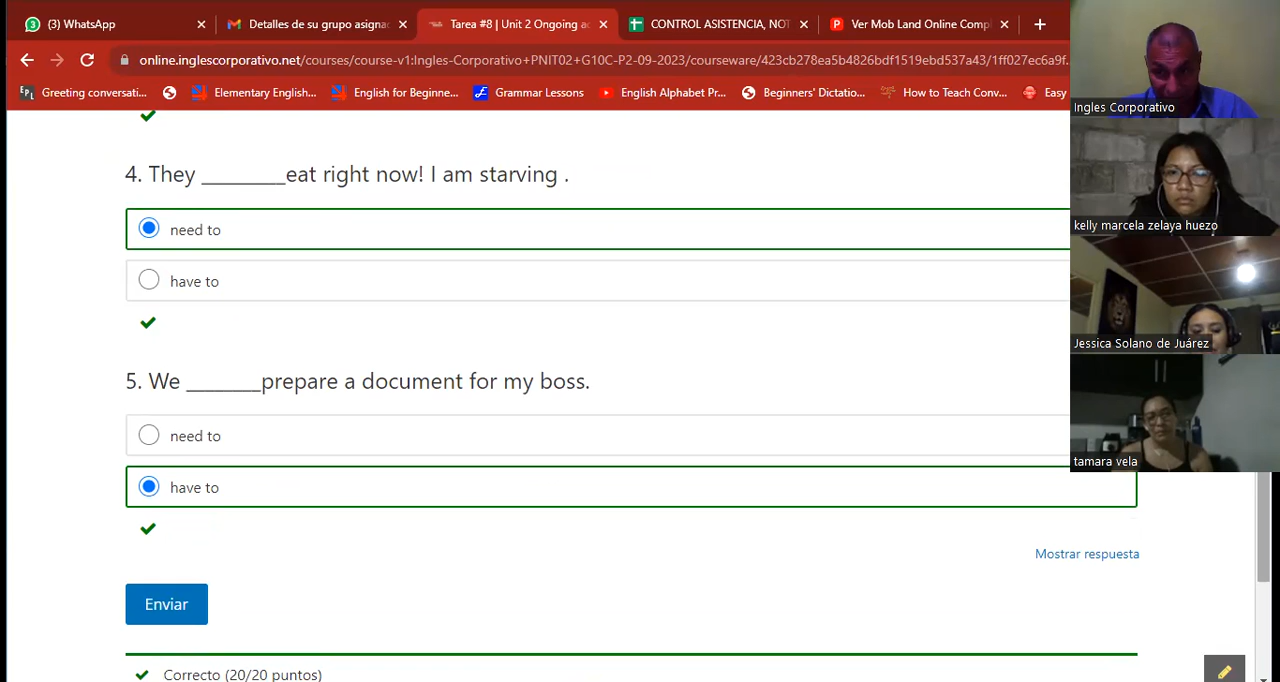 (3) WhatsApp
Detalles de su grupo asigna
Tarea #8 | Unit 2 Ongoing a
CONTROL ASISTENCIA, NOT
Ver Mob Land Online Comp
online.inglescorporativo.net/courses/course-v1:Ingles-Corporativo+PNIT02+G10C-P2-09-2023/courseware/423cb278ea5b4826bdf1519ebd537a43/1ff027ec6a9f.
Greeting conversati...
Elementary English...
English for Beginne...
Grammar Lessons
English Alphabet Pr...
Beginners' Dictatio...
How to Teach Conv...
Easy
4. They ________eat right now! I am starving .
need to
have to
5. We _______prepare a document for my boss.
need to
have to
Mostrar respuesta
Enviar
Correcto (20/20 puntos)
Ingles Corporativo
kelly marcela zelaya huezo
Jessica Solano de Juárez
tamara vela